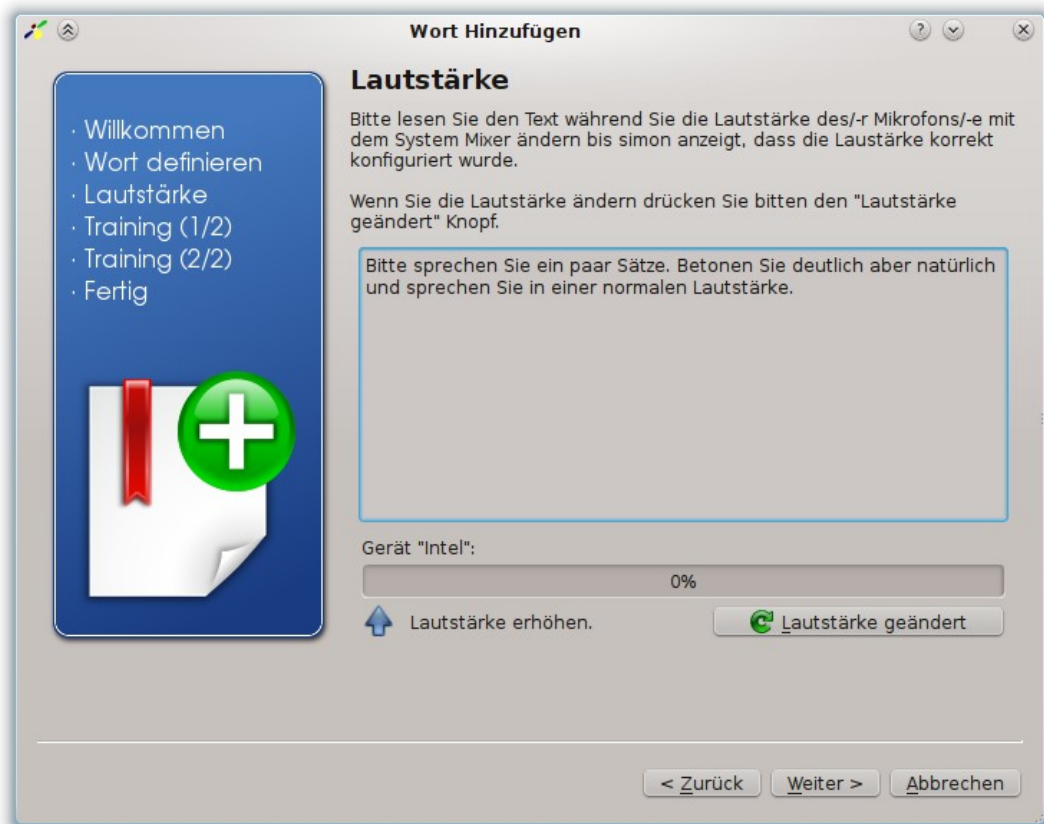 Wort Hinzufügen
· Willkommen
· Wort definieren
· Lautstärke
· Training (1/2)
· Training (2/2)
· Fertig
Lautstärke
Bitte lesen Sie den Text während Sie die Lautstärke des/-r Mikrofons/-e mit
dem System Mixer ändern bis simon anzeigt, dass die Laustärke korrekt
konfiguriert wurde.
Wenn Sie die Lautstärke ändern drücken Sie bitten den "Lautstärke
geändert" Knopf.
Bitte sprechen Sie ein paar Sätze. Betonen Sie deutlich aber natürlich
und sprechen Sie in einer normalen Lautstärke.
Gerät "Intel":
0%
Lautstärke erhöhen.
Lautstärke geändert
< Zurück
Weiter >
Abbrechen